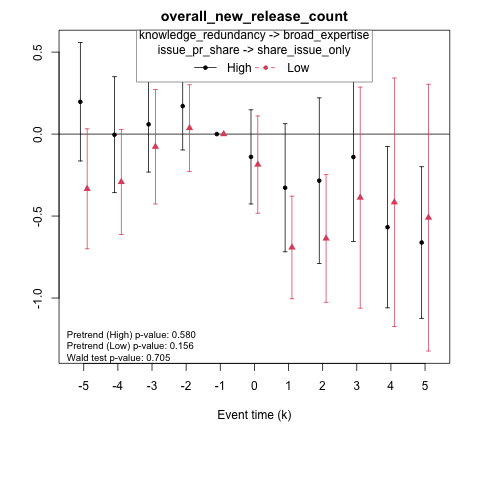 overall_new_release_count
knowledge_redundancy -> broad_expertise
issue_pr_share -> share_issue_only
High Low
0.5
0.0
-0.5
-1.0
Pretrend (High) p-value: 0.580
Pretrend (Low) p-value: 0.156
Wald test p-value: 0.705
-5 -4 -3 -2 -1 0 1 2 3 4 5
Event time (k)